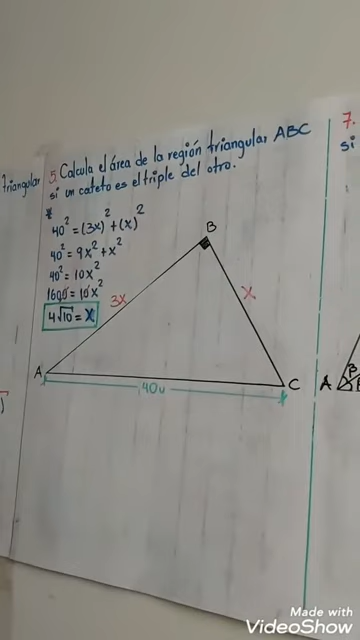 Triangular
5. Calcula el área de la región triangular ABC
si un cateto es el triple del otro.
40² = (3x)² + (x)²
40² = 9x² + x²
40² = 10x²
1600 = 10x²
4√10 = x
B
3x
x
A
C
40u
7.
si
A
B
Made with
VideoShow